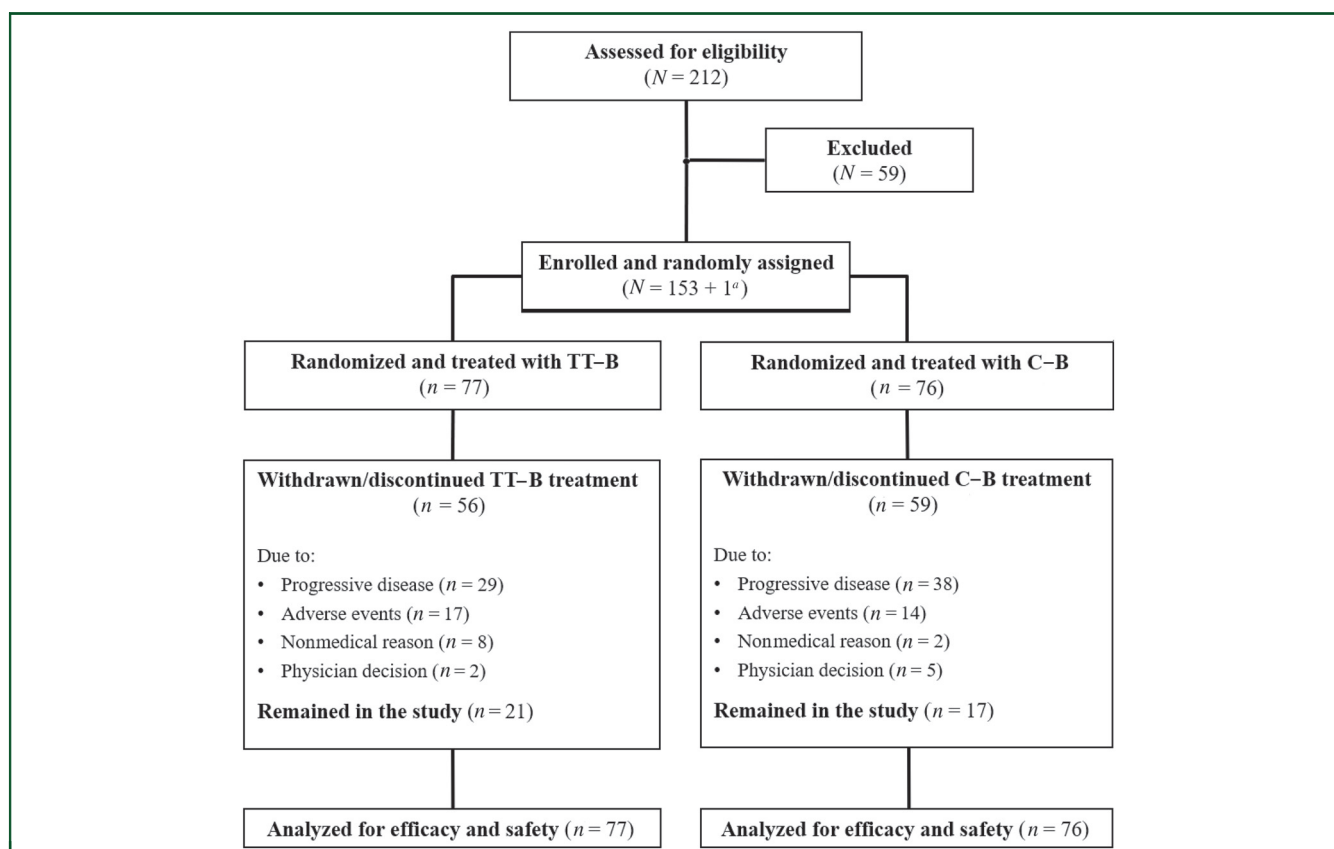 Assessed for eligibility
(N = 212)
Excluded
(N = 59)
Enrolled and randomly assigned
(N = 153 + 1ᵃ)
Randomized and treated with TT–B
(n = 77)
Withdrawn/discontinued TT–B treatment
(n = 56)
Due to:
• Progressive disease (n = 29)
• Adverse events (n = 17)
• Nonmedical reason (n = 8)
• Physician decision (n = 2)
Remained in the study (n = 21)
Analyzed for efficacy and safety (n = 77)
Randomized and treated with C–B
(n = 76)
Withdrawn/discontinued C–B treatment
(n = 59)
Due to:
• Progressive disease (n = 38)
• Adverse events (n = 14)
• Nonmedical reason (n = 2)
• Physician decision (n = 5)
Remained in the study (n = 17)
Analyzed for efficacy and safety (n = 76)